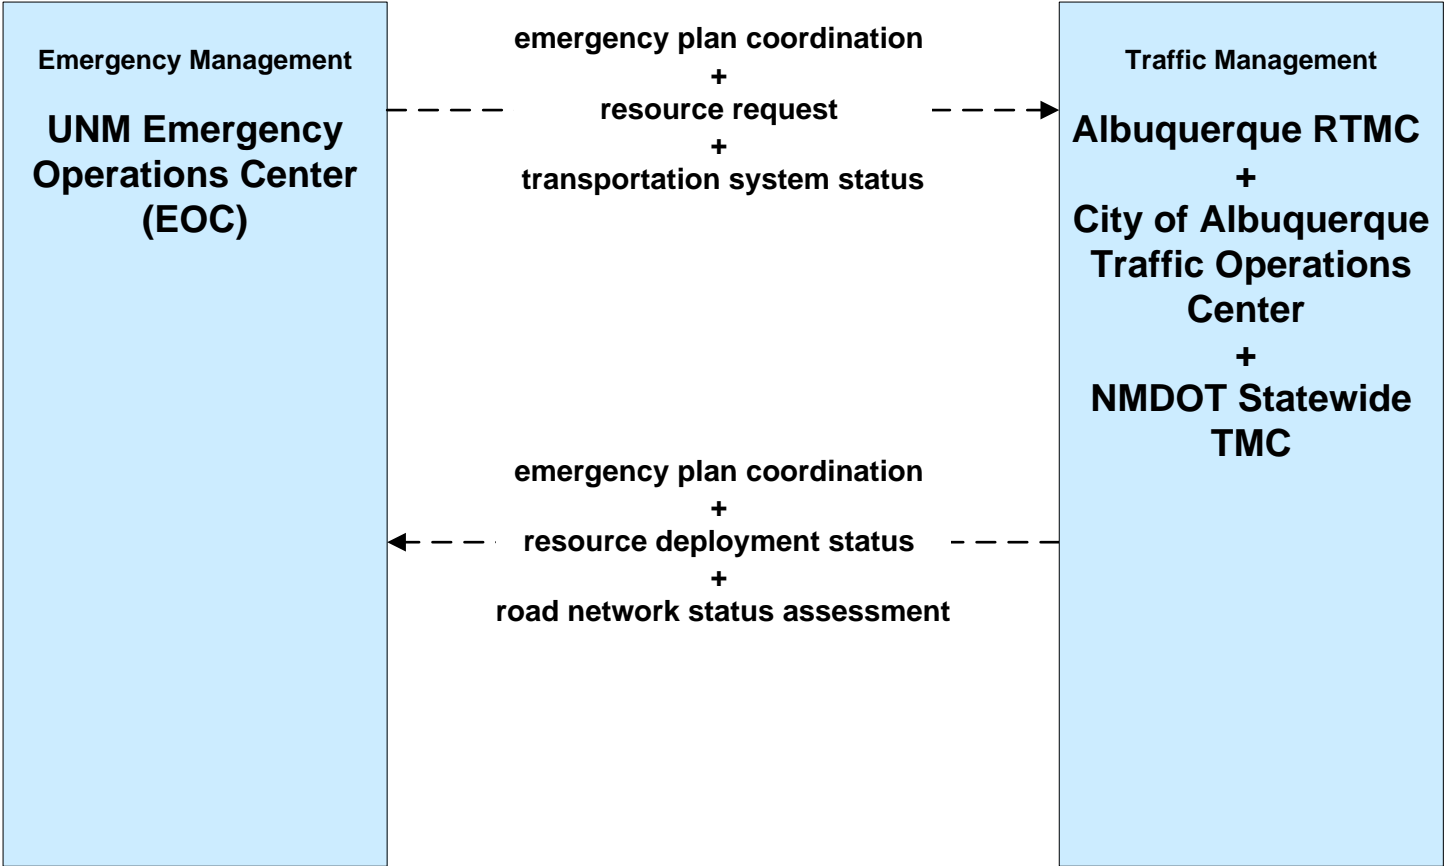 Emergency Management
UNM Emergency
Operations Center
(EOC)
emergency plan coordination
+
resource request
+
transportation system status
emergency plan coordination
+
resource deployment status
+
road network status assessment
Traffic Management
Albuquerque RTMC
+
City of Albuquerque
Traffic Operations
Center
+
NMDOT Statewide
TMC